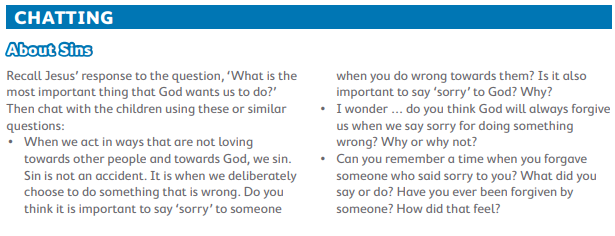 CHATTING
About Sins
Recall Jesus' response to the question, 'What is the
most important thing that God wants us to do?'
Then chat with the children using these or similar
questions:
• When we act in ways that are not loving
towards other people and towards God, we sin.
Sin is not an accident. It is when we deliberately
choose to do something that is wrong. Do you
think it is important to say 'sorry' to someone
when you do wrong towards them? Is it also
important to say 'sorry' to God? Why?
• I wonder ... do you think God will always forgive
us when we say sorry for doing something
wrong? Why or why not?
• Can you remember a time when you forgave
someone who said sorry to you? What did you
say or do? Have you ever been forgiven by
someone? How did that feel?